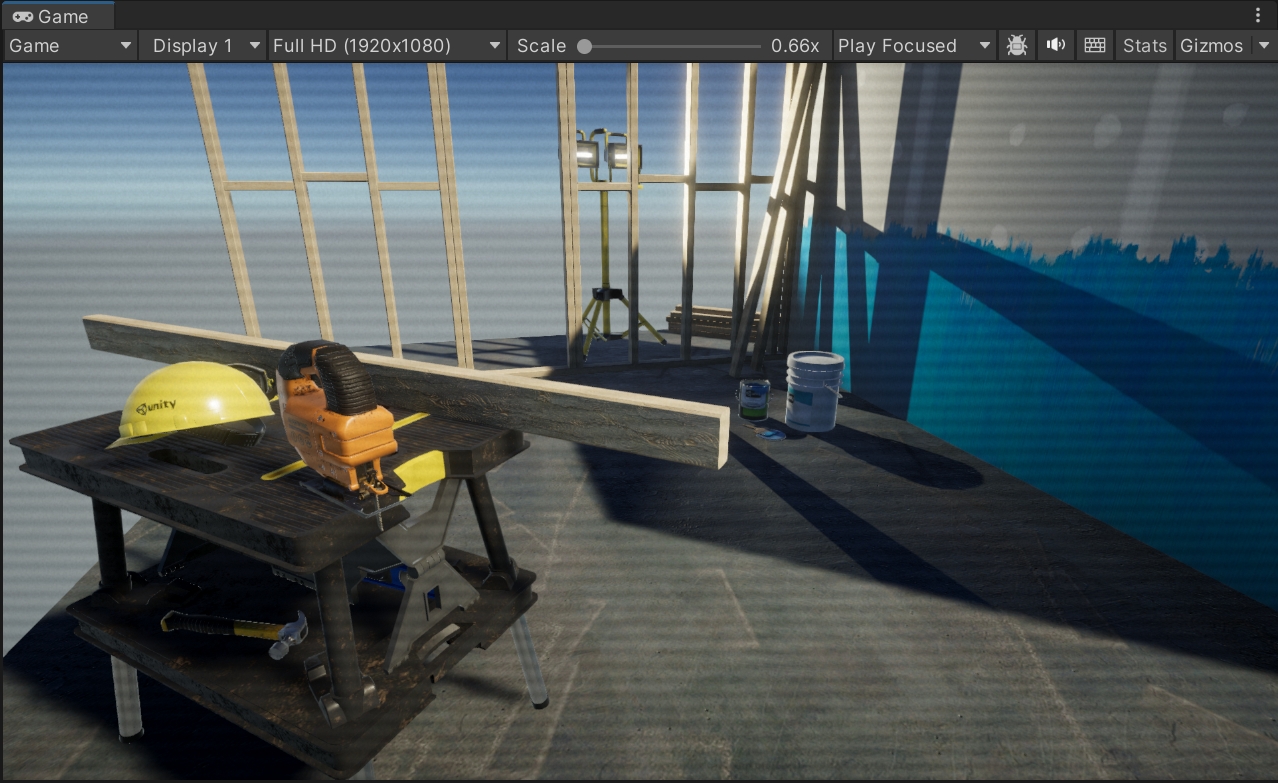 Game
Game
Display 1
Full HD (1920x1080)
Scale
0.66x
Play Focused
Stats
Gizmos
unity